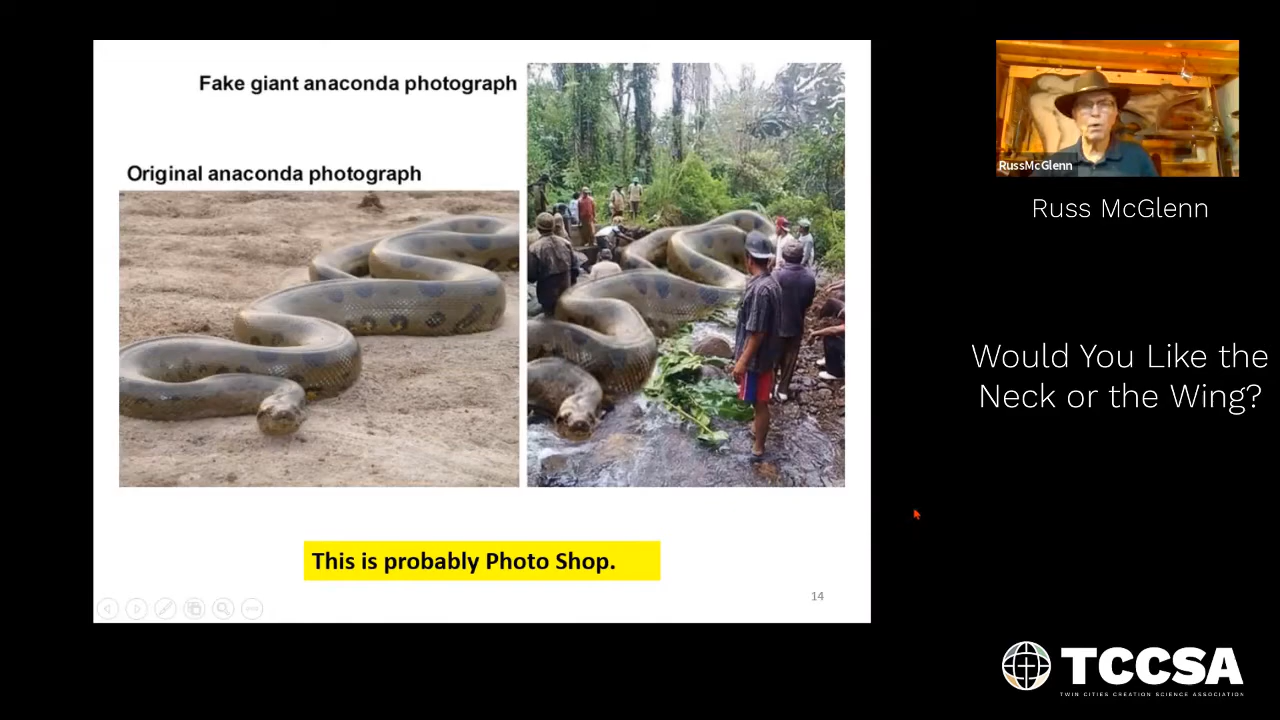 Fake giant anaconda photograph
Original anaconda photograph
This is probably Photo Shop.
14
RussMcGlenn
Russ McGlenn
Would You Like the
Neck or the Wing?
TCCSA
TWIN CITIES CREATION SCIENCE ASSOCIATION